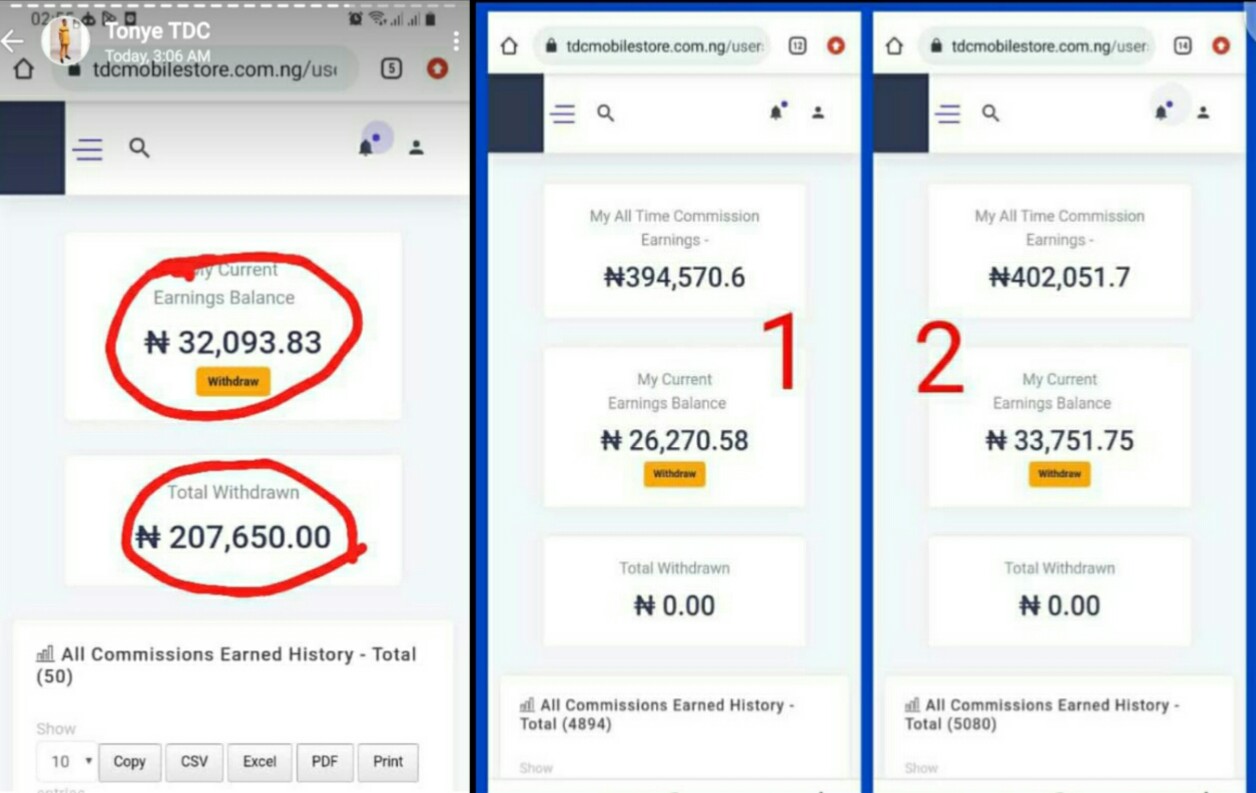 02:55
Tonye TDC
Today, 3:06 AM
tdcmobilestore.com.ng/use
5
My Current
Earnings Balance
₦ 32,093.83
Withdraw
Total Withdrawn
₦ 207,650.00
All Commissions Earned History - Total
(50)
Show
10
Copy
CSV
Excel
PDF
Print
entries
tdcmobilestore.com.ng/user
12
My All Time Commission
Earnings -
₦394,570.6
1
My Current
Earnings Balance
₦ 26,270.58
Withdraw
Total Withdrawn
₦ 0.00
All Commissions Earned History -
Total (4894)
Show
tdcmobilestore.com.ng/user
14
My All Time Commission
Earnings -
₦402,051.7
2
My Current
Earnings Balance
₦ 33,751.75
Withdraw
Total Withdrawn
₦ 0.00
All Commissions Earned History -
Total (5080)
Show